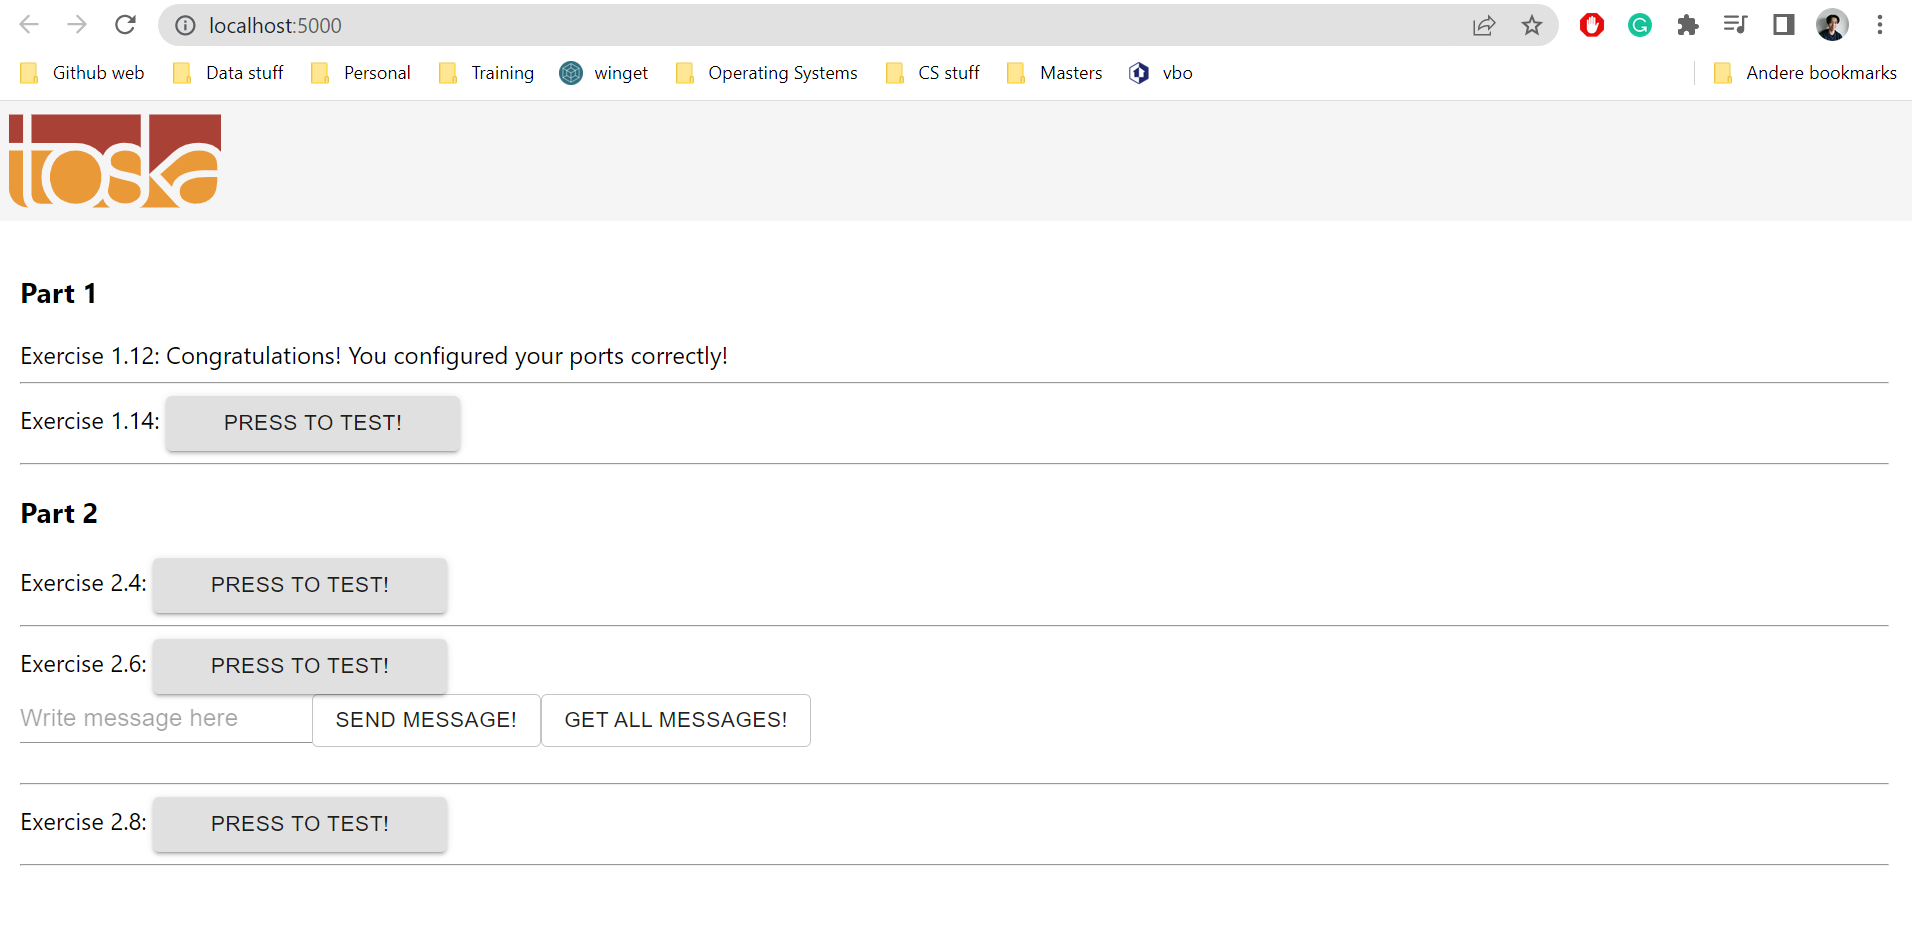 localhost:5000
Github web Data stuff Personal Training winget Operating Systems CS stuff Masters vbo Andere bookmarks
toska
Part 1
Exercise 1.12: Congratulations! You configured your ports correctly!
Exercise 1.14: PRESS TO TEST!
Part 2
Exercise 2.4: PRESS TO TEST!
Exercise 2.6: PRESS TO TEST!
Write message here SEND MESSAGE! GET ALL MESSAGES!
Exercise 2.8: PRESS TO TEST!